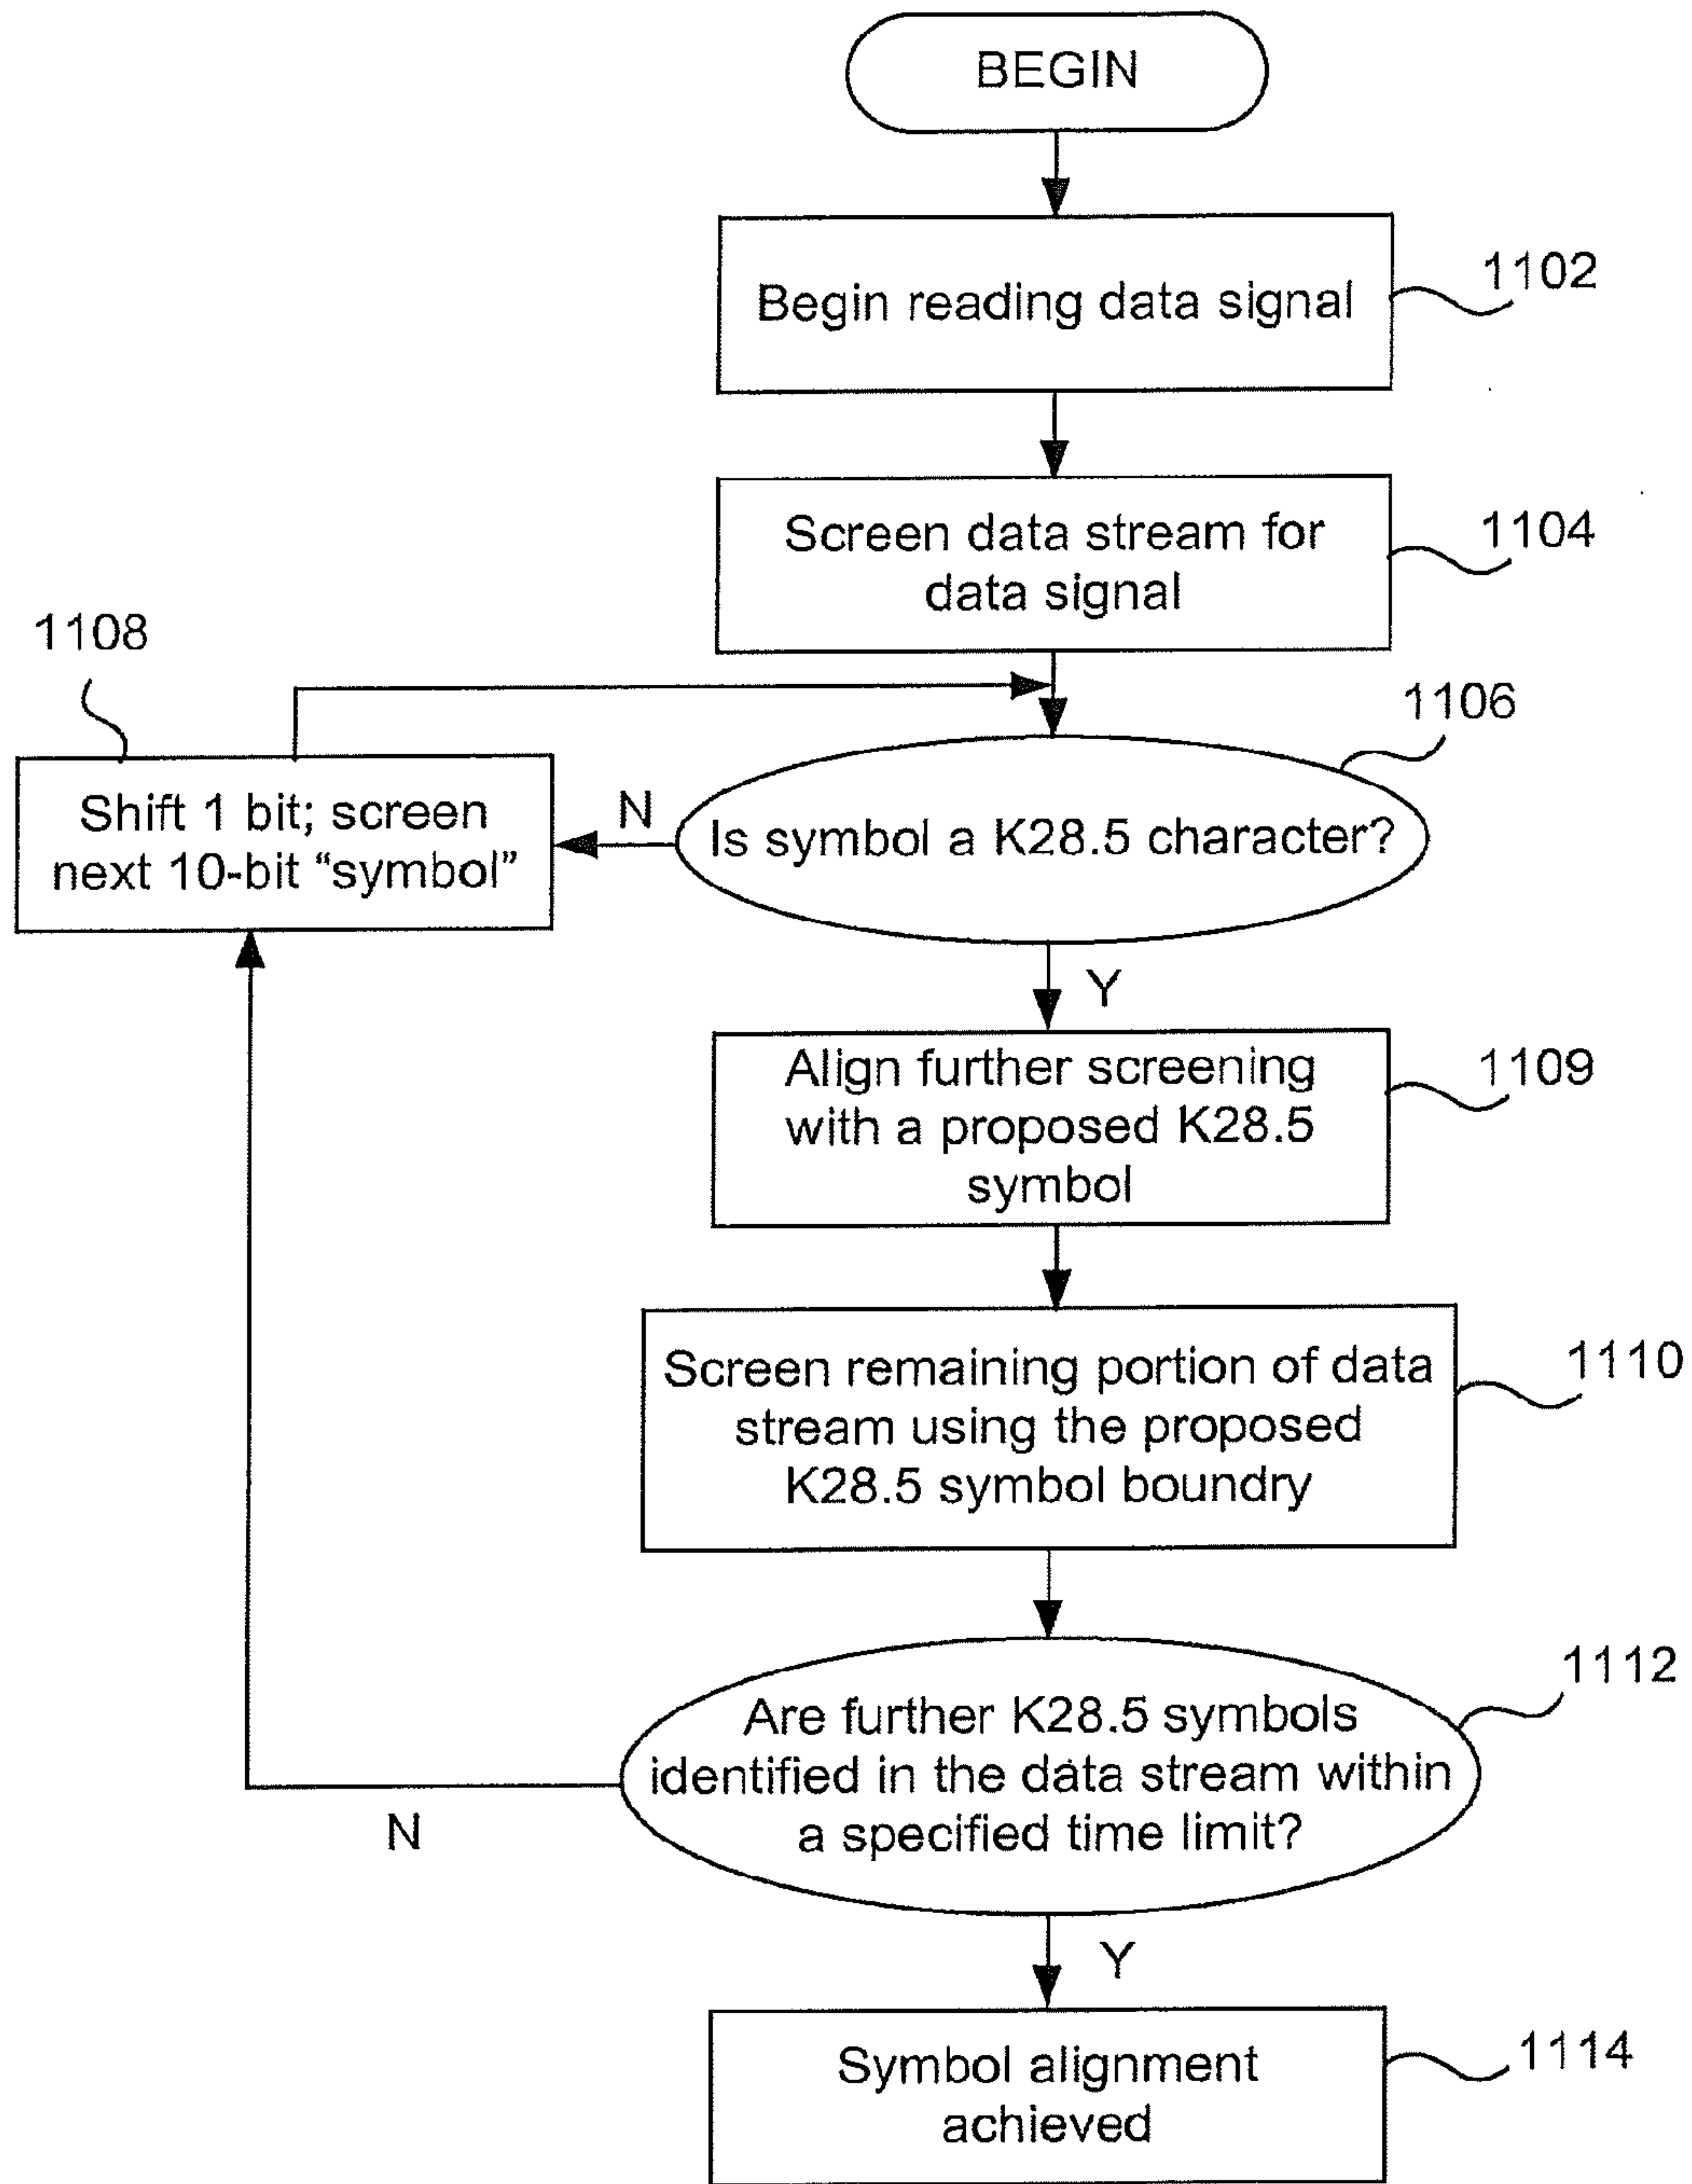 BEGIN
Begin reading data signal
1102
Screen data stream for
data signal
1104
1108
Shift 1 bit; screen
next 10-bit “symbol”
N
1106
Is symbol a K28.5 character?
Y
Align further screening
with a proposed K28.5
symbol
1109
Screen remaining portion of data
stream using the proposed
K28.5 symbol boundry
1110
1112
Are further K28.5 symbols
identified in the data stream within
a specified time limit?
N
Y
Symbol alignment
achieved
1114